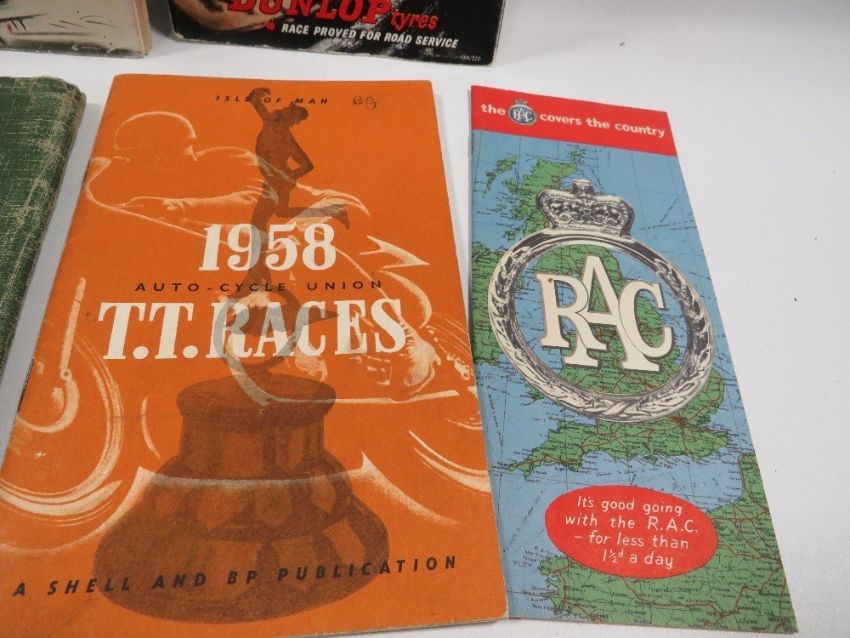 DUNLOP tyres
RACE PROVED FOR ROAD SERVICE
ISLE OF MAN
1958
AUTO-CYCLE UNION
T.T. RACES
A SHELL AND BP PUBLICATION
the RAC covers the country
RAC
It's good going
with the R.A.C.
- for less than
1½d a day